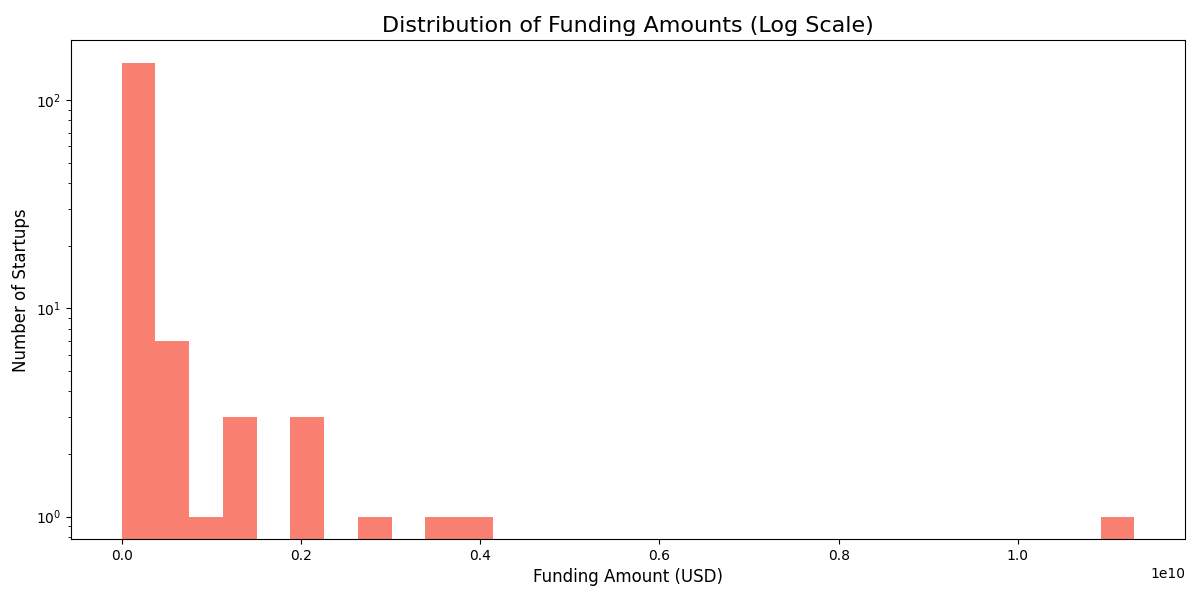 Distribution of Funding Amounts (Log Scale)
Number of Startups
10²
10¹
10⁰
0.0 0.2 0.4 0.6 0.8 1.0
1e10
Funding Amount (USD)